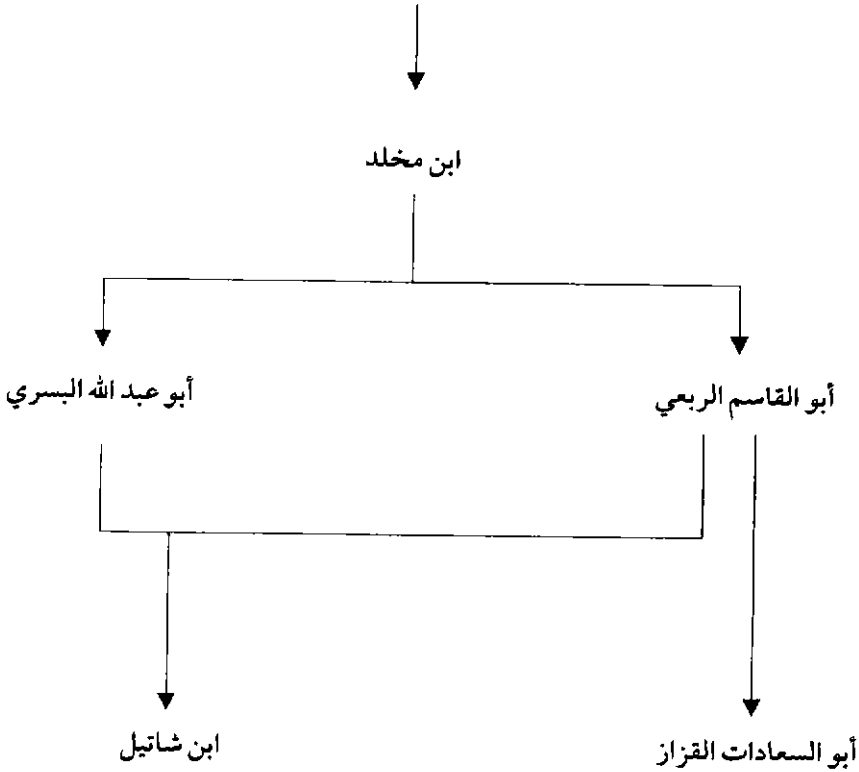 ابن مخلد
أبو القاسم الربعي
أبو عبد الله البسري
ابن شاتيل
أبو السعادات القزاز